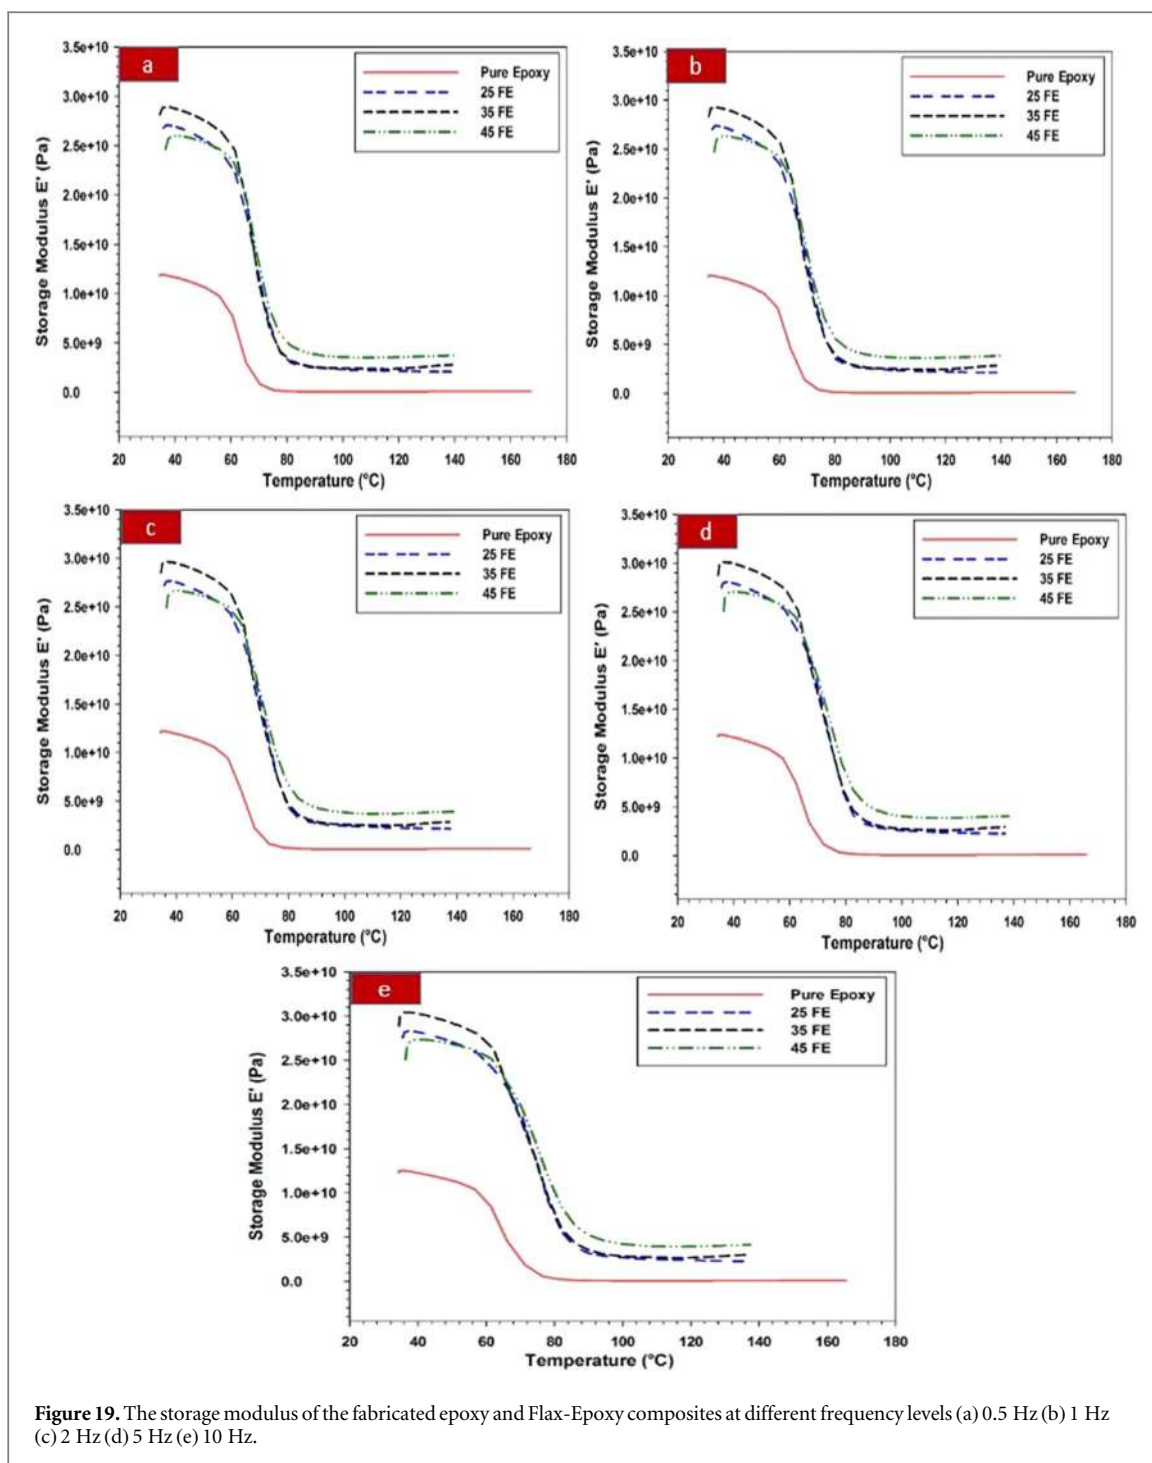 a
3.5e+10
3.0e+10
2.5e+10
2.0e+10
1.5e+10
1.0e+10
5.0e+9
0.0
Storage Modulus E' (Pa)
Pure Epoxy
25 FE
35 FE
45 FE
20 40 60 80 100 120 140 160 180
Temperature (°C)
b
3.5e+10
3.0e+10
2.5e+10
2.0e+10
1.5e+10
1.0e+10
5.0e+9
0.0
Storage Modulus E' (Pa)
Pure Epoxy
25 FE
35 FE
45 FE
20 40 60 80 100 120 140 160 180
Temperature (°C)
c
3.5e+10
3.0e+10
2.5e+10
2.0e+10
1.5e+10
1.0e+10
5.0e+9
0.0
Storage Modulus E' (Pa)
Pure Epoxy
25 FE
35 FE
45 FE
20 40 60 80 100 120 140 160 180
Temperature (°C)
d
3.5e+10
3.0e+10
2.5e+10
2.0e+10
1.5e+10
1.0e+10
5.0e+9
0.0
Storage Modulus E' (Pa)
Pure Epoxy
25 FE
35 FE
45 FE
20 40 60 80 100 120 140 160 180
Temperature (°C)
e
3.5e+10
3.0e+10
2.5e+10
2.0e+10
1.5e+10
1.0e+10
5.0e+9
0.0
Storage Modulus E' (Pa)
Pure Epoxy
25 FE
35 FE
45 FE
20 40 60 80 100 120 140 160 180
Temperature (°C)
Figure 19. The storage modulus of the fabricated epoxy and Flax-Epoxy composites at different frequency levels (a) 0.5 Hz (b) 1 Hz
(c) 2 Hz (d) 5 Hz (e) 10 Hz.